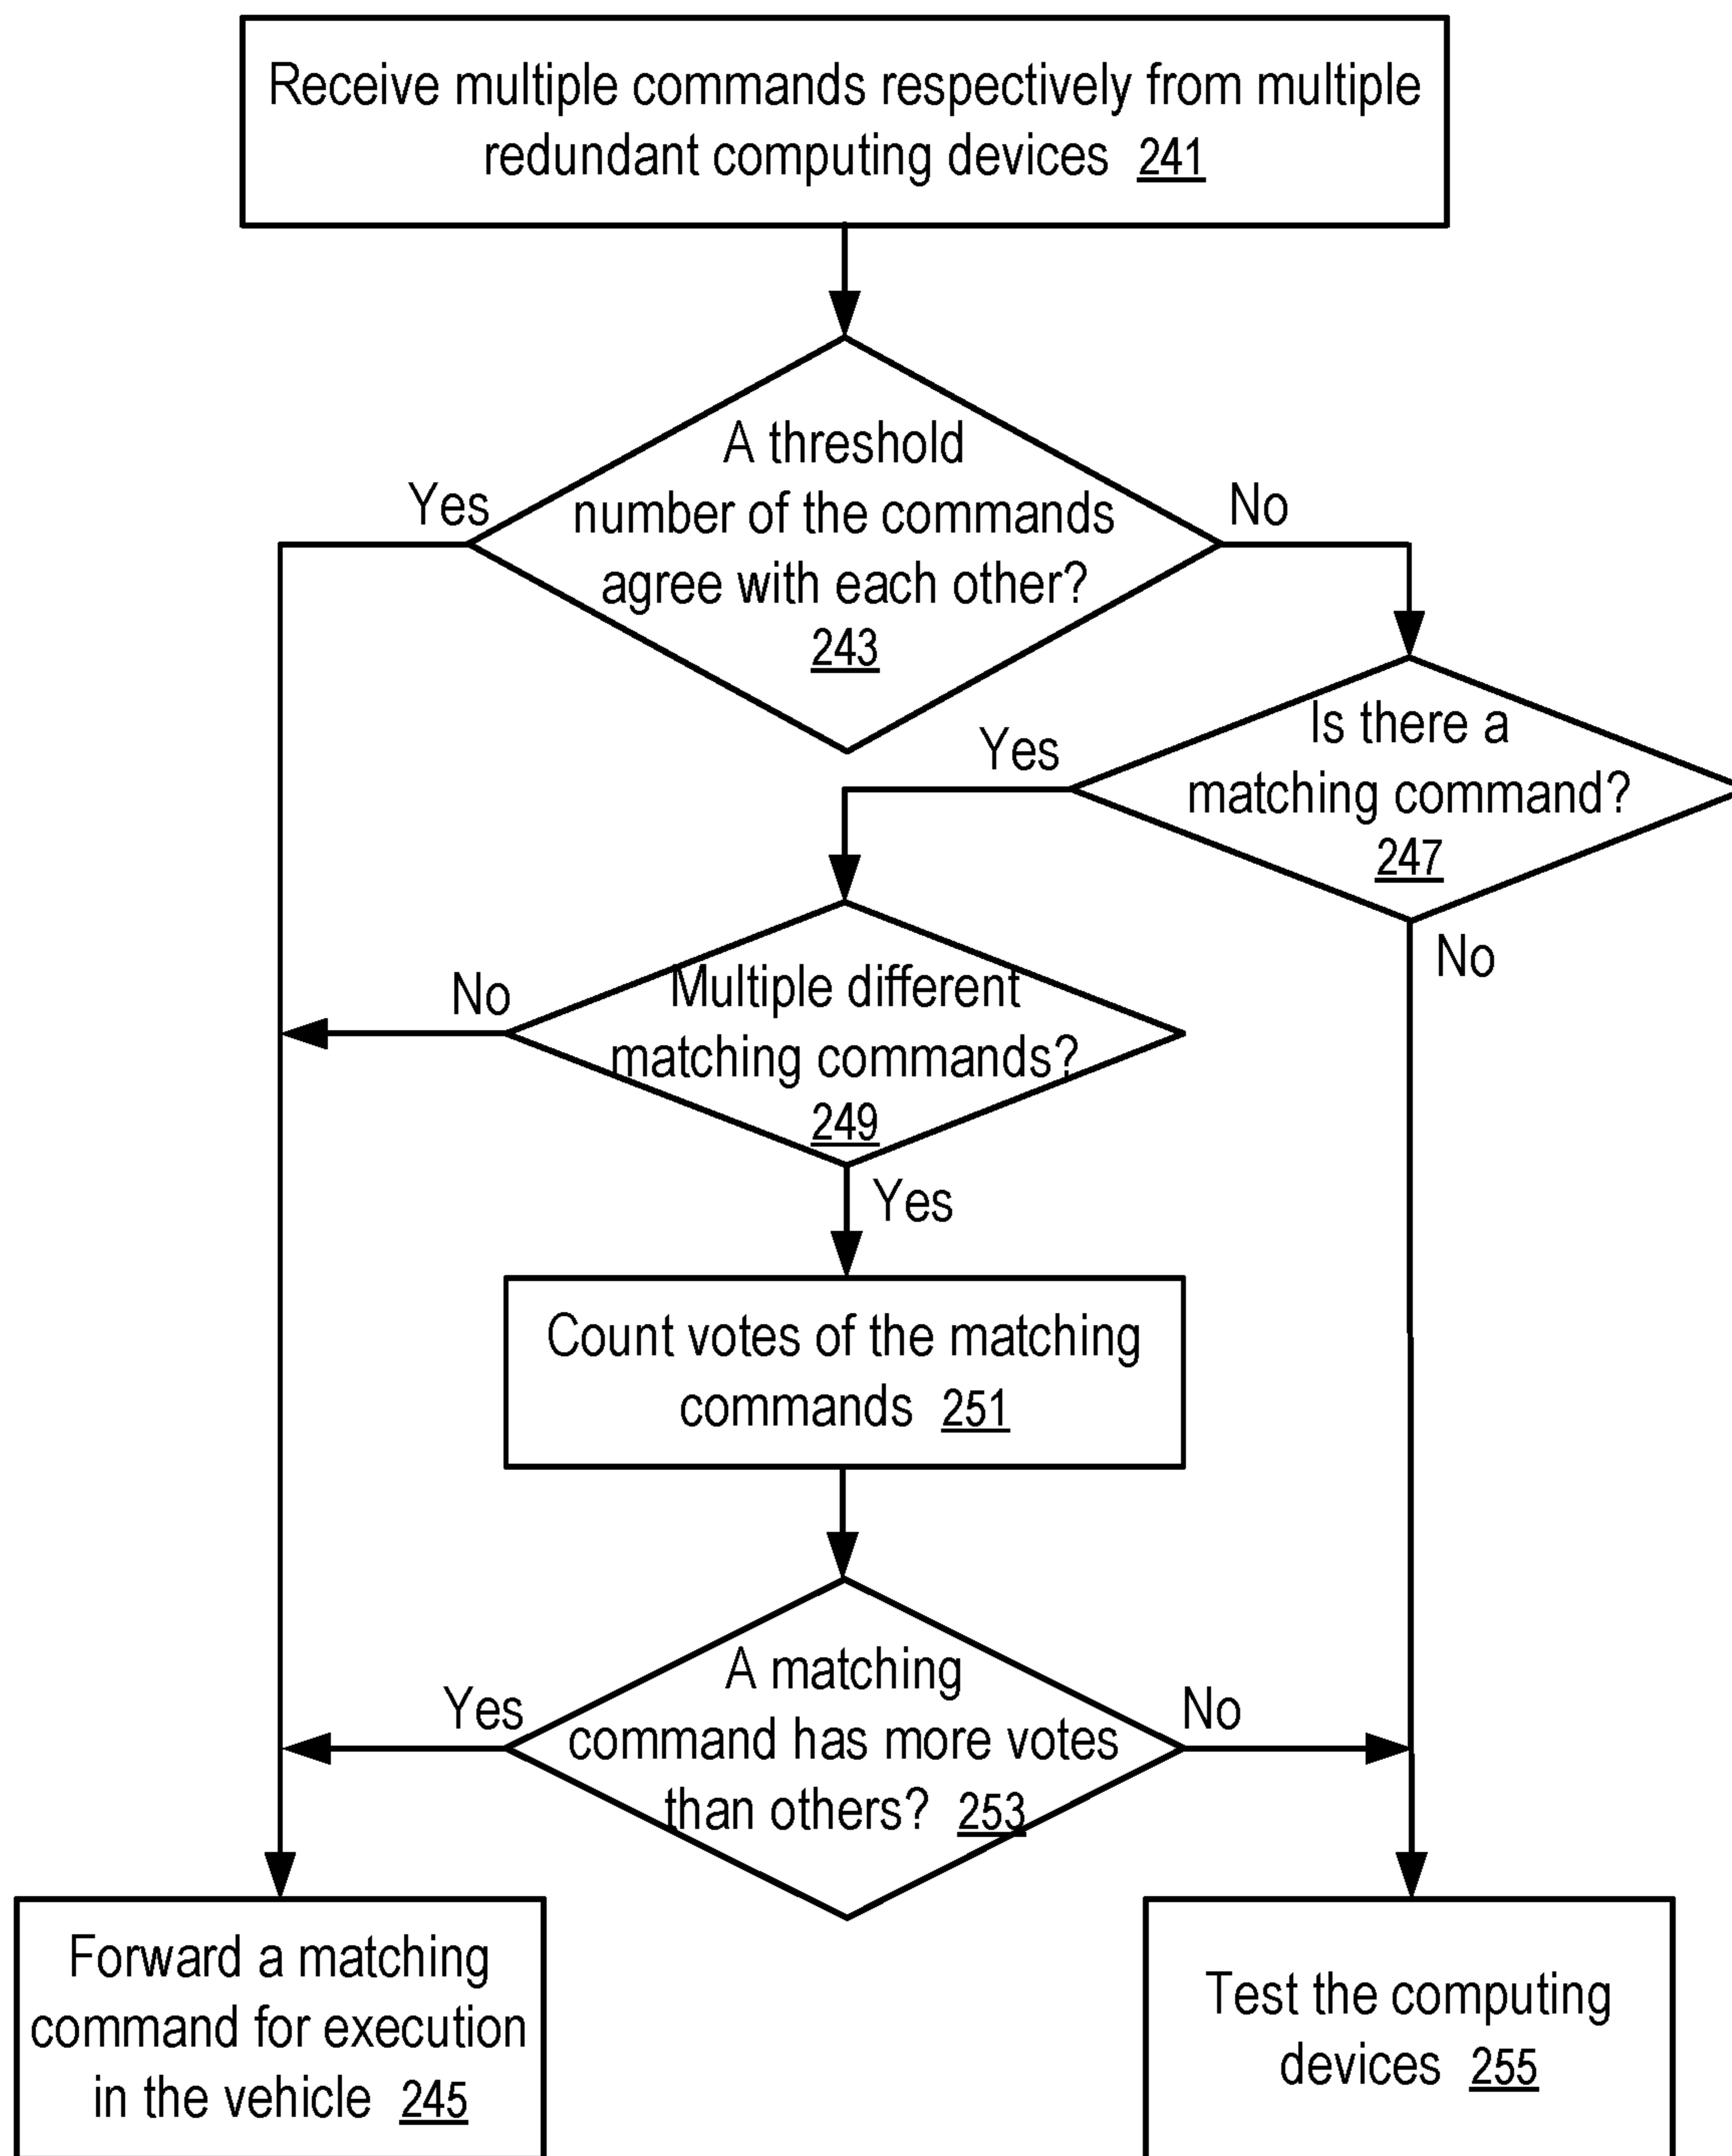 Receive multiple commands respectively from multiple
redundant computing devices 241
A threshold
number of the commands
agree with each other?
243
Yes
No
Is there a
matching command?
247
Yes
No
Multiple different
matching commands?
249
No
Yes
Count votes of the matching
commands 251
A matching
command has more votes
than others? 253
Yes
No
Forward a matching
command for execution
in the vehicle 245
Test the computing
devices 255